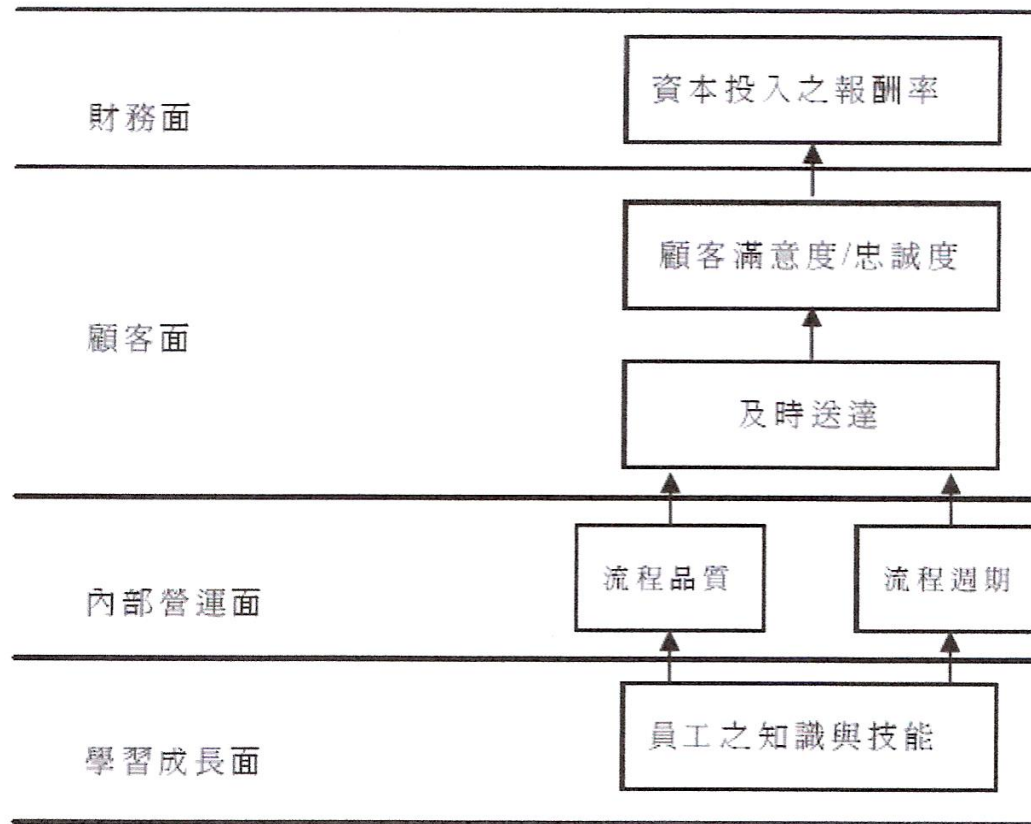 財務面
資本投入之報酬率
顧客面
顧客滿意度/忠誠度
及時送達
內部營運面
流程品質
流程週期
學習成長面
員工之知識與技能